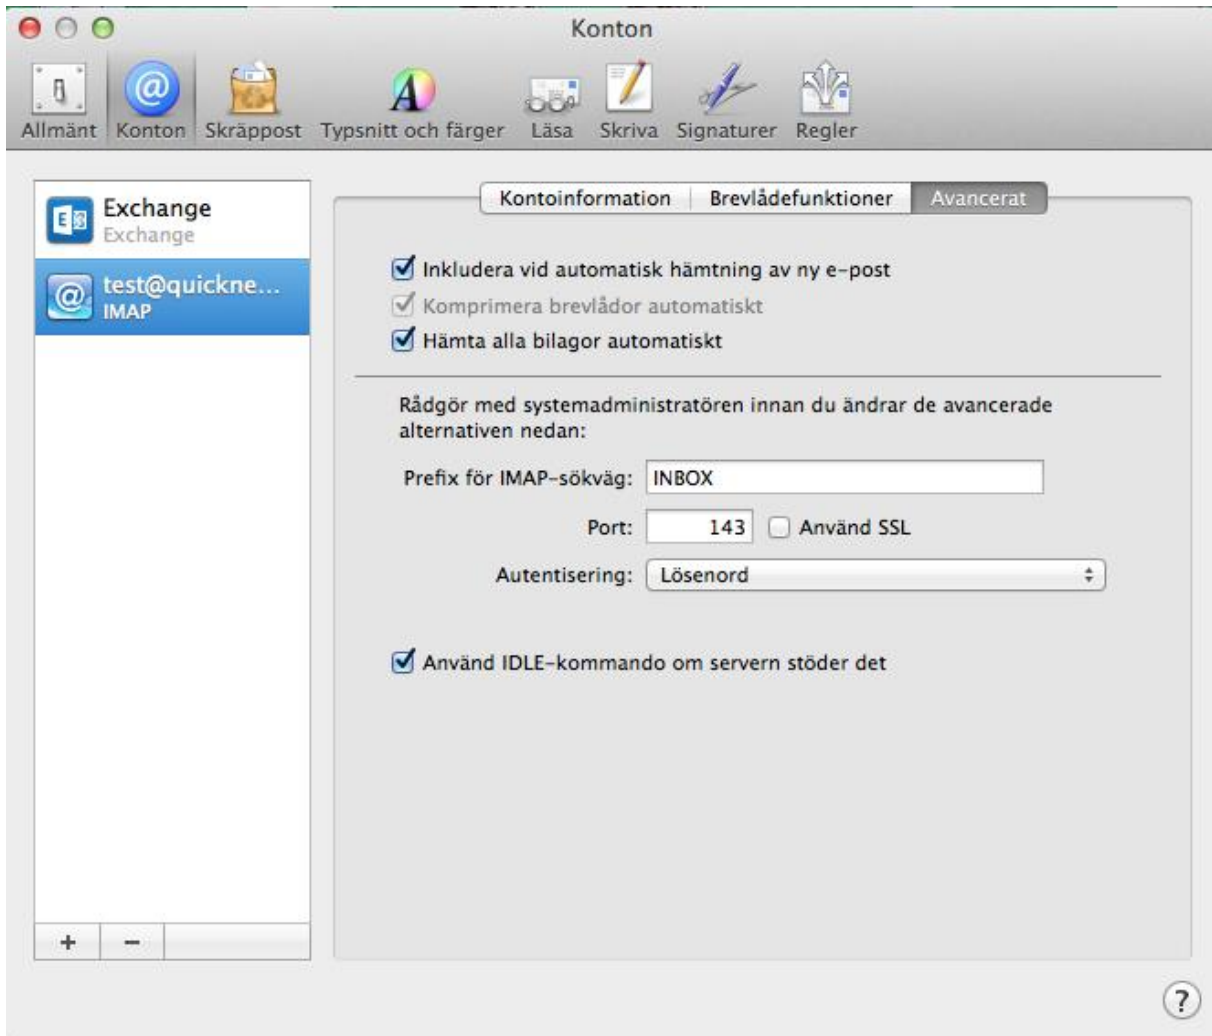 Konton
Allmänt Konton Skräppost Typsnitt och färger Läsa Skriva Signaturer Regler
Kontoinformation Brevlådefunktioner Avancerat
Exchange
Exchange
test@quickne...
IMAP
Inkludera vid automatisk hämtning av ny e-post
Komprimera brevlådor automatiskt
Hämta alla bilagor automatiskt
Rådgör med systemadministratören innan du ändrar de avancerade
alternativen nedan:
Prefix för IMAP-sökväg: INBOX
Port: 143 Använd SSL
Autentisering: Lösenord
Använd IDLE-kommando om servern stöder det
+ −
?